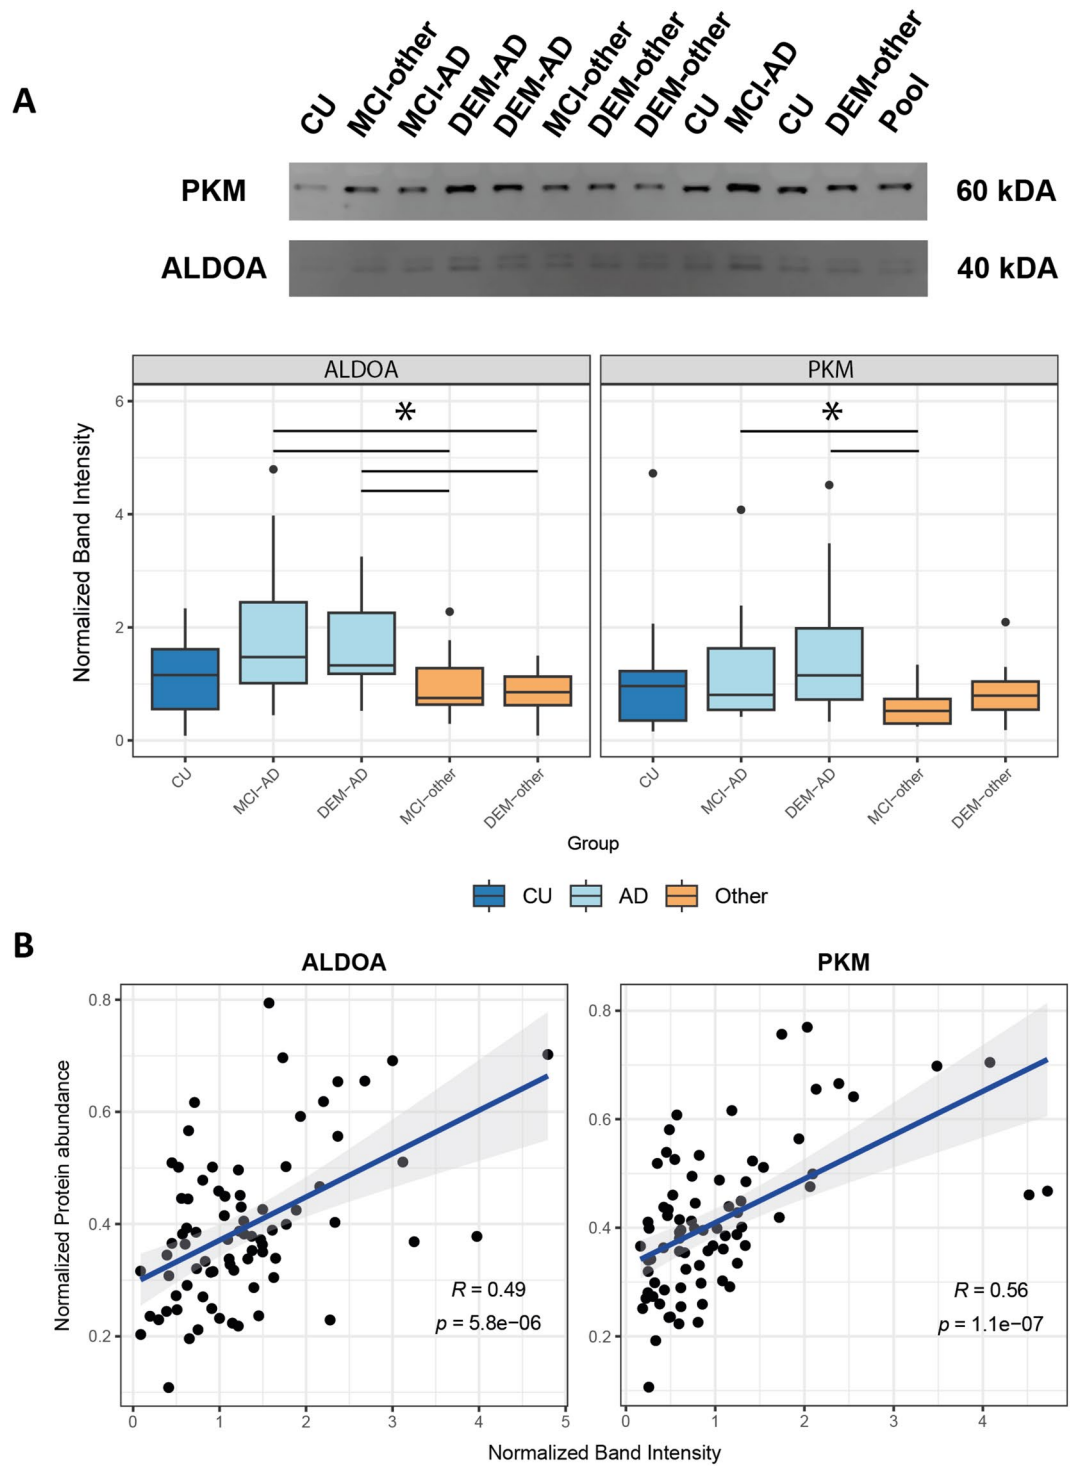 A
CU MCI-other MCI-AD DEM-AD DEM-AD MCI-other DEM-other DEM-other CU MCI-AD CU DEM-other Pool
PKM 60 kDA
ALDOA 40 kDA
ALDOA PKM
* *
Normalized Band Intensity
6
4
2
0
CU MCI−AD DEM−AD MCI−other DEM−other CU MCI−AD DEM−AD MCI−other DEM−other
Group
CU AD Other
B
ALDOA PKM
Normalized Protein abundance
0.8 0.8
0.6 0.6
0.4 0.4
0.2 0.2
R = 0.49 R = 0.56
p = 5.8e−06 p = 1.1e−07
0 1 2 3 4 5 0 1 2 3 4
Normalized Band Intensity